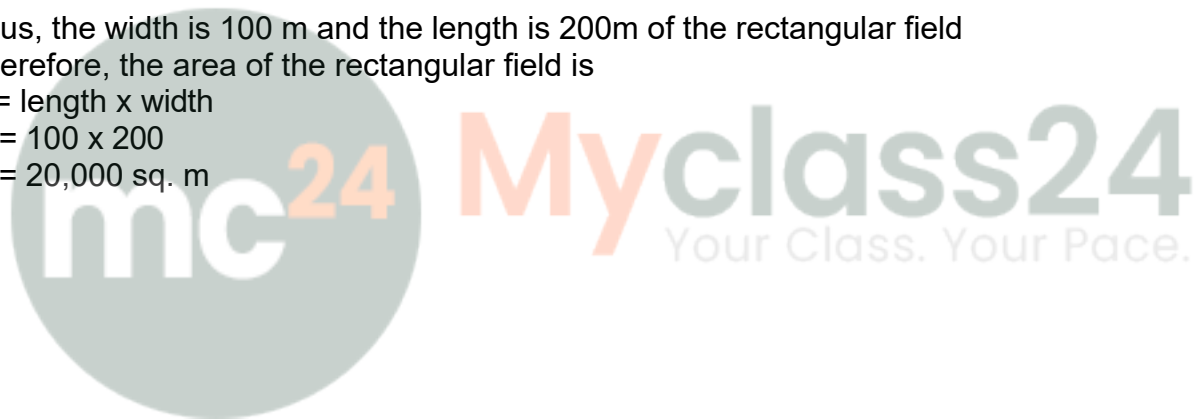 us, the width is 100 m and the length is 200m of the rectangular field
erefore, the area of the rectangular field is
= length x width
= 100 x 200
= 20,000 sq. m
mc24
Myclass24
Your Class. Your Pace.